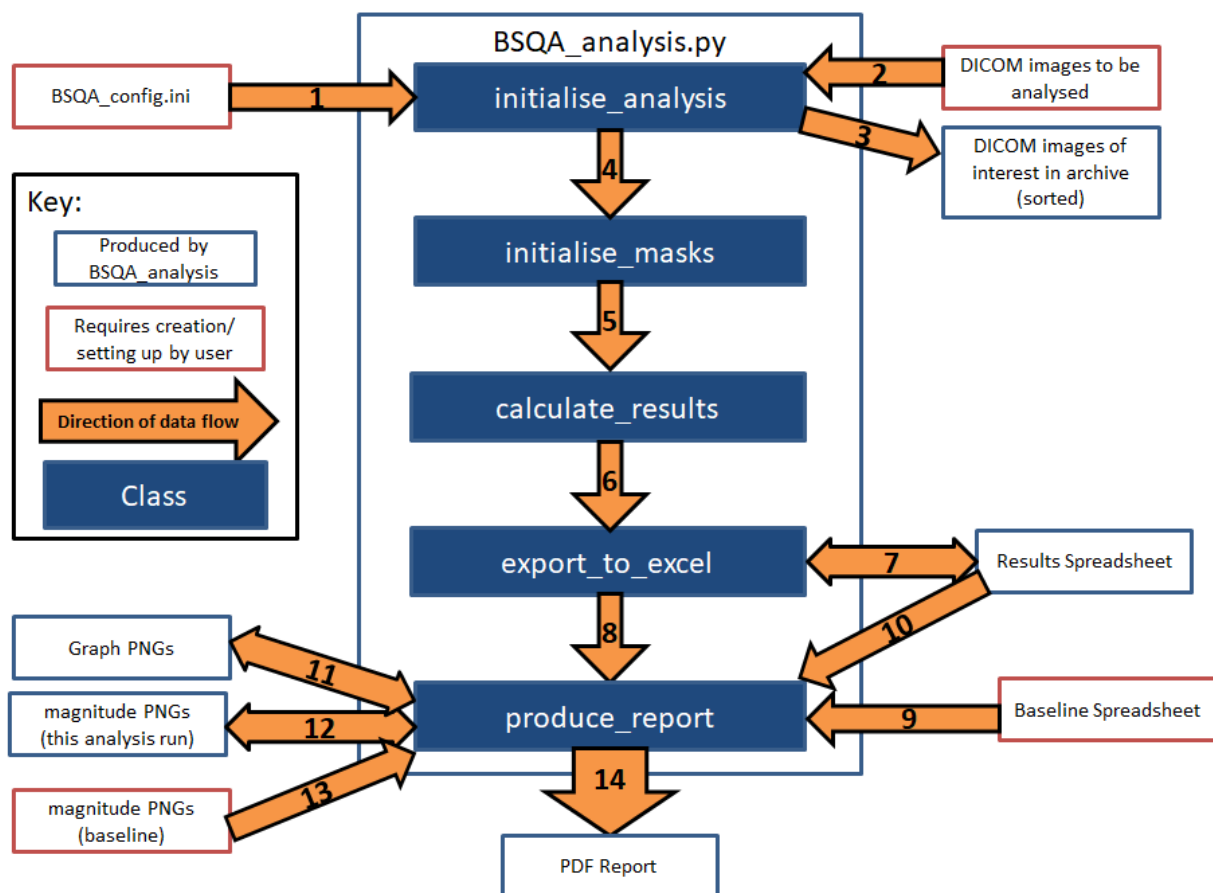 BSQA_analysis.py
BSQA_config.ini
1
initialise_analysis
2
DICOM images to be
analysed
3
DICOM images of
interest in archive
(sorted)
4
Key:
Produced by
BSQA_analysis
Requires creation/
setting up by user
Direction of data flow
Class
initialise_masks
5
calculate_results
6
export_to_excel
7
Results Spreadsheet
8
10
Graph PNGs
11
magnitude PNGs
(this analysis run)
12
produce_report
9
Baseline Spreadsheet
magnitude PNGs
(baseline)
13
14
PDF Report